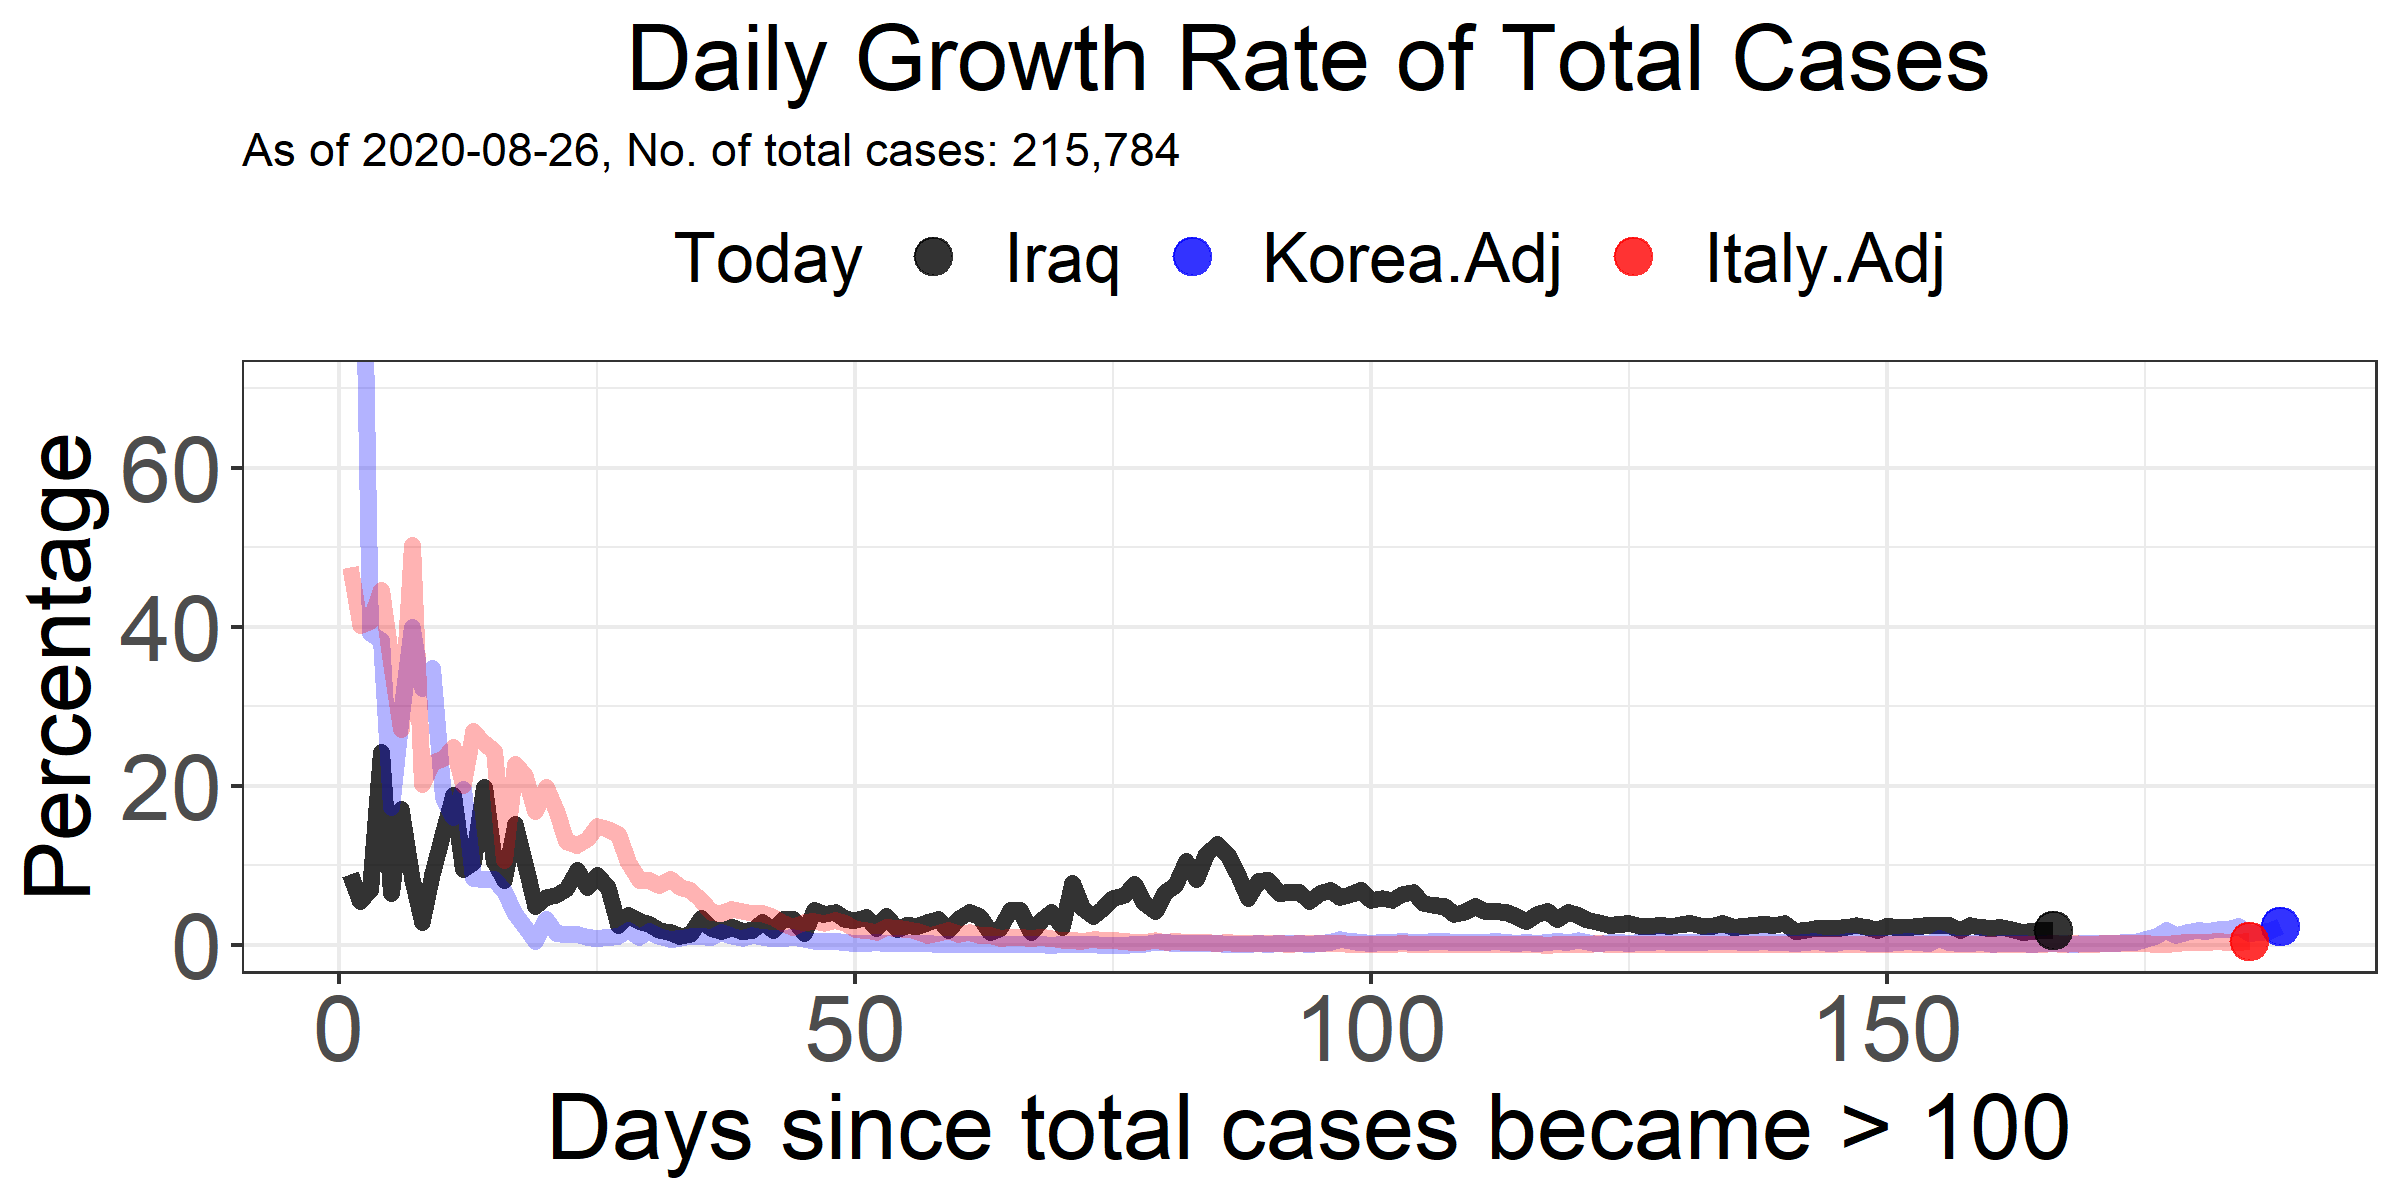 Daily Growth Rate of Total Cases
As of 2020-08-26, No. of total cases: 215,784
Today Iraq Korea.Adj Italy.Adj
Percentage
60
40
20
0
0 50 100 150
Days since total cases became > 100